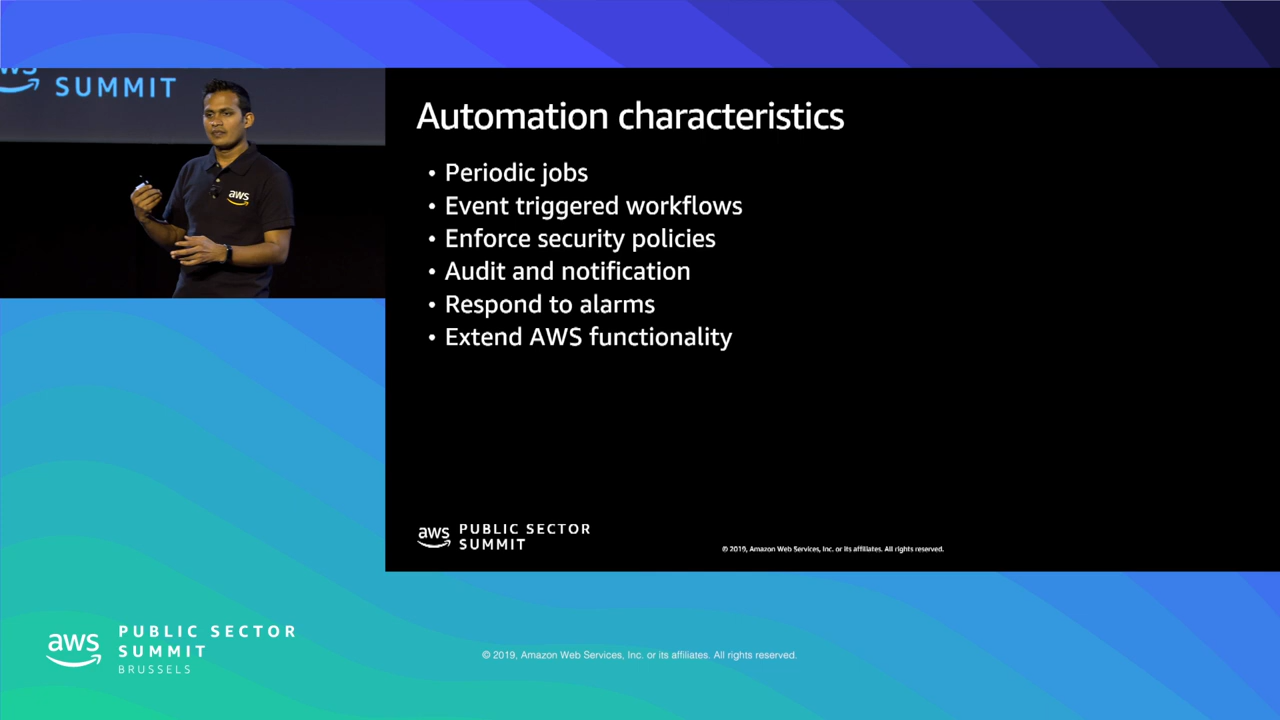 SUMMIT
aws
Automation characteristics
• Periodic jobs
• Event triggered workflows
• Enforce security policies
• Audit and notification
• Respond to alarms
• Extend AWS functionality
aws PUBLIC SECTOR
SUMMIT
© 2019, Amazon Web Services, Inc. or its affiliates. All rights reserved.
aws PUBLIC SECTOR
SUMMIT
BRUSSELS
© 2019, Amazon Web Services, Inc. or its affiliates. All rights reserved.